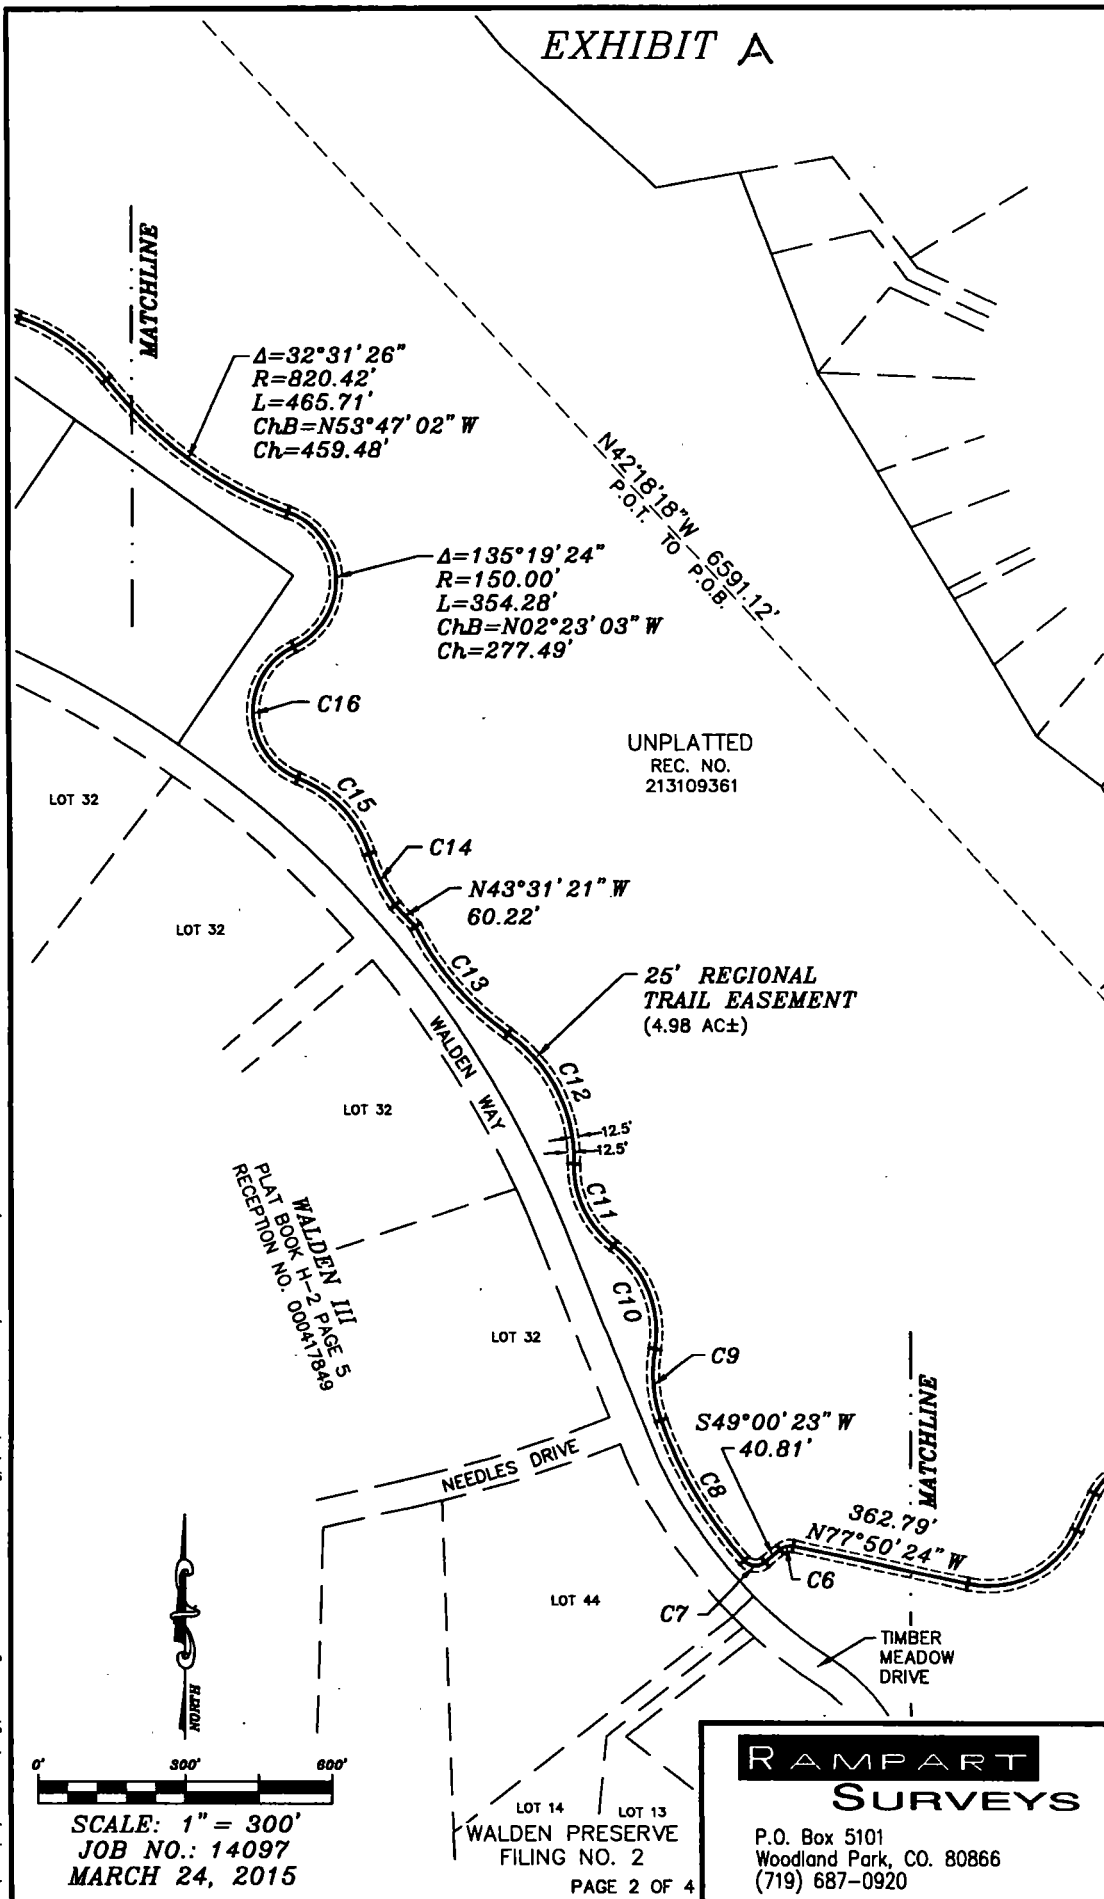 EXHIBIT A
MATCHLINE
Δ=32°31'26"
R=820.42'
L=465.71'
ChB=N53°47'02" W
Ch=459.48'
N42°18'18"W 6591.12'
P.O.T. TO P.O.B.
Δ=135°19'24"
R=150.00'
L=354.28'
ChB=N02°23'03" W
Ch=277.49'
C16
UNPLATTED
REC. NO.
213109361
LOT 32
C15
C14
N43°31'21" W
60.22'
LOT 32
C13
25' REGIONAL
TRAIL EASEMENT
(4.98 AC±)
WALDEN WAY
C12
LOT 32
12.5'
12.5'
WALDEN III
PLAT BOOK H-2 PAGE 5
RECEPTION NO. 000417849
C11
C10
LOT 32
C9
S49°00'23" W
40.81'
MATCHLINE
NEEDLES DRIVE
C8
362.79'
N77°50'24" W
C6
C7
LOT 44
TIMBER
MEADOW
DRIVE
NORTH
0' 300' 600'
SCALE: 1" = 300'
JOB NO.: 14097
MARCH 24, 2015
LOT 14 LOT 13
WALDEN PRESERVE
FILING NO. 2
PAGE 2 OF 4
RAMPART
SURVEYS
P.O. Box 5101
Woodland Park, CO. 80866
(719) 687-0920